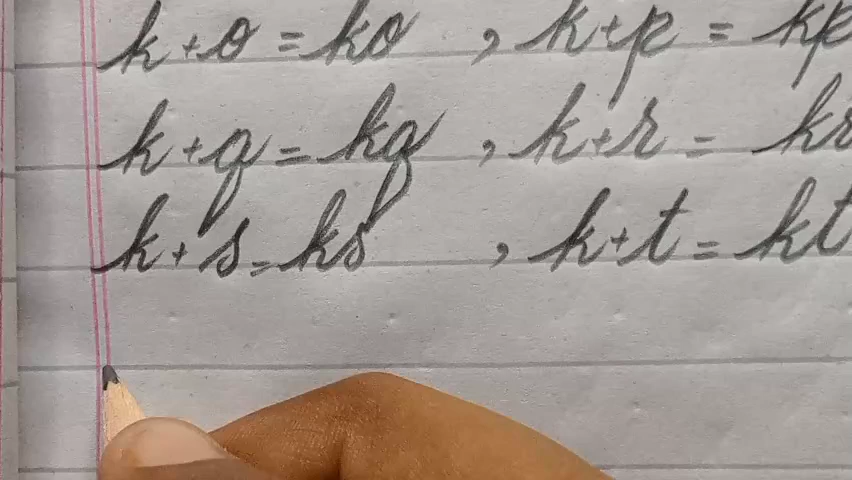 k + o = ko , k + p = kp
k + q = kq , k + r = kr
k + s = ks , k + t = kt